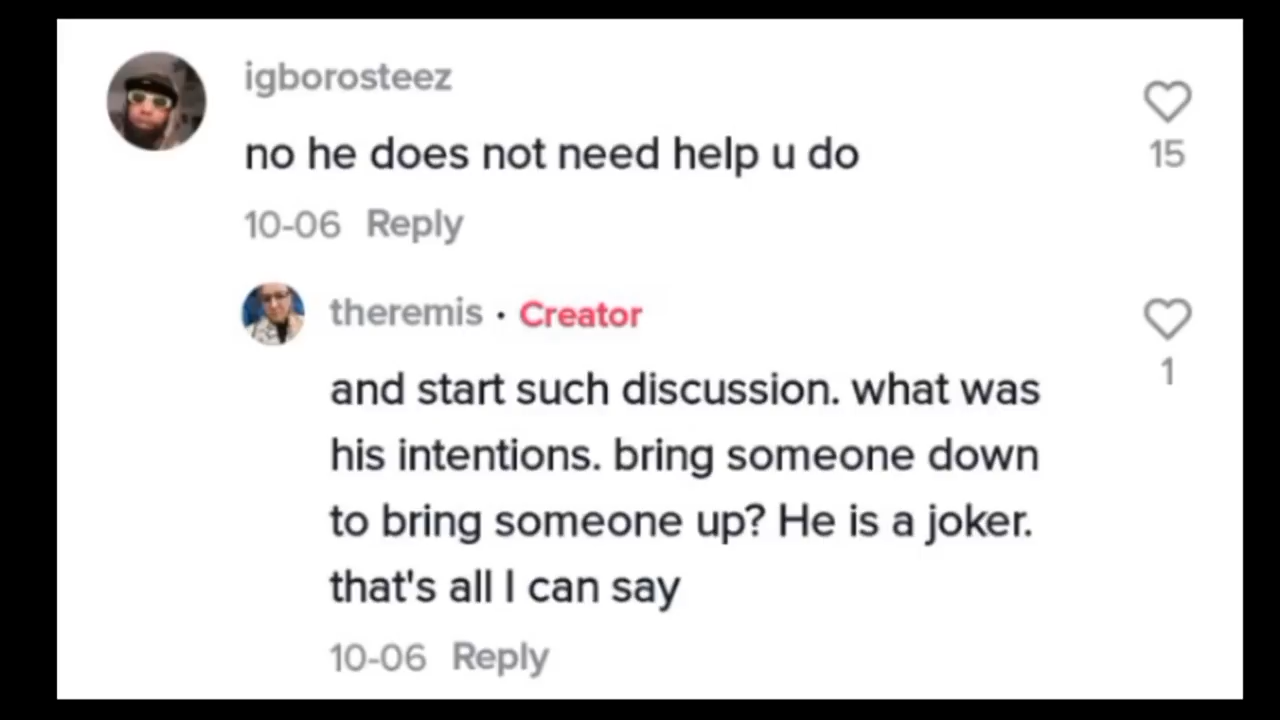 igborosteez
no he does not need help u do
15
10-06 Reply
theremis · Creator
and start such discussion. what was
his intentions. bring someone down
to bring someone up? He is a joker.
that's all I can say
1
10-06 Reply